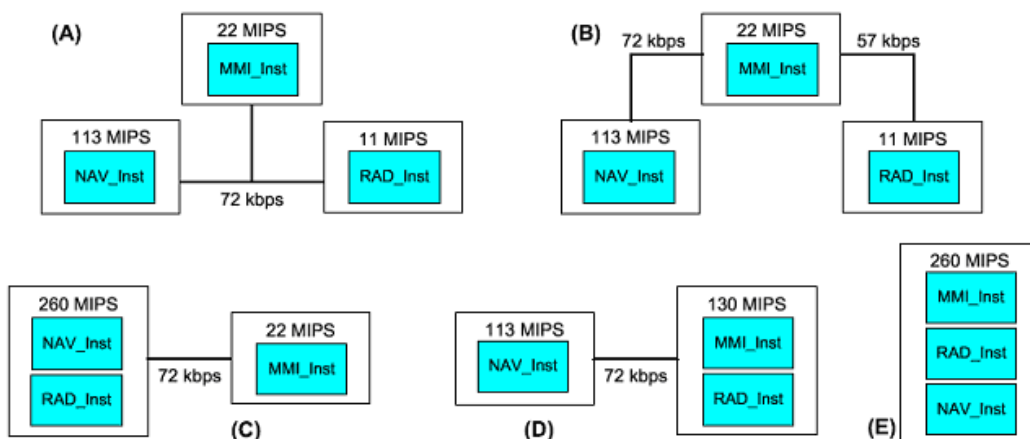 (A)
22 MIPS
MMI_Inst
113 MIPS
NAV_Inst
11 MIPS
RAD_Inst
72 kbps
(B)
72 kbps
22 MIPS
MMI_Inst
57 kbps
113 MIPS
NAV_Inst
11 MIPS
RAD_Inst
260 MIPS
NAV_Inst
RAD_Inst
72 kbps
22 MIPS
MMI_Inst
(C)
113 MIPS
NAV_Inst
72 kbps
130 MIPS
MMI_Inst
RAD_Inst
(D)
260 MIPS
MMI_Inst
RAD_Inst
NAV_Inst
(E)